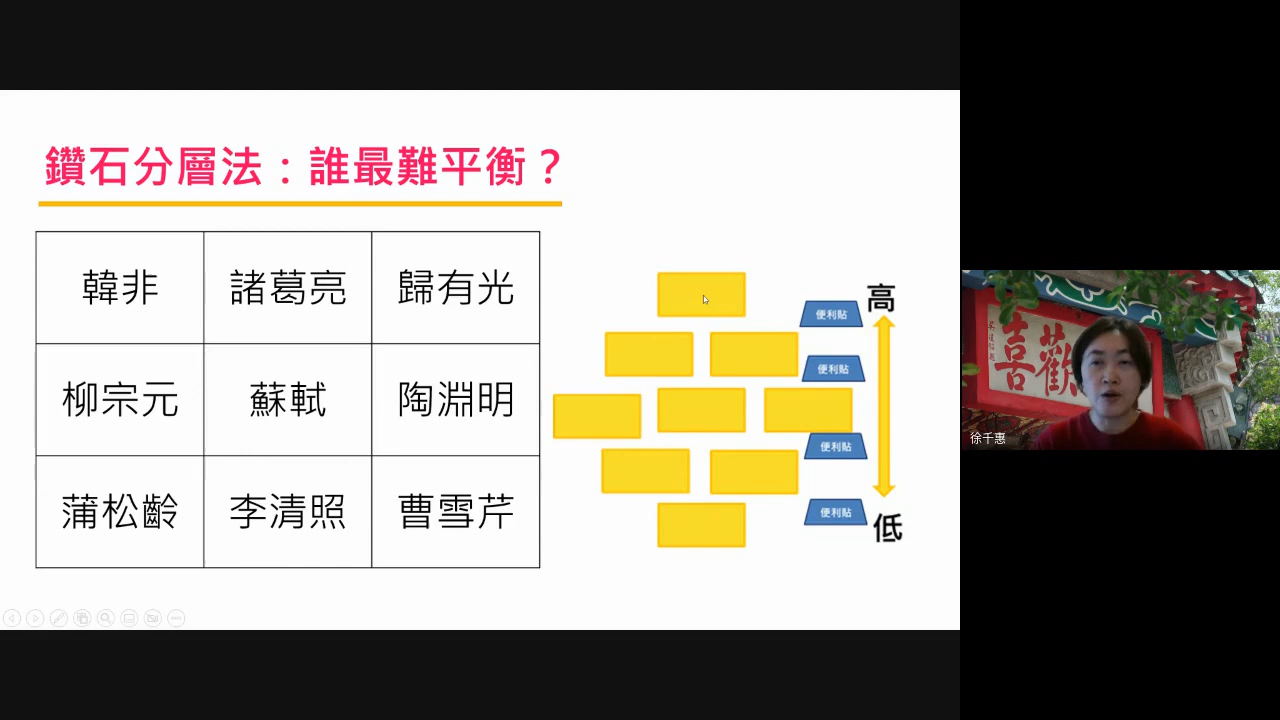 鑽石分層法：誰最難平衡？
韓非 諸葛亮 歸有光
柳宗元 蘇軾 陶淵明
蒲松齡 李清照 曹雪芹
高
便利貼
便利貼
便利貼
便利貼
低
歡喜
徐千惠